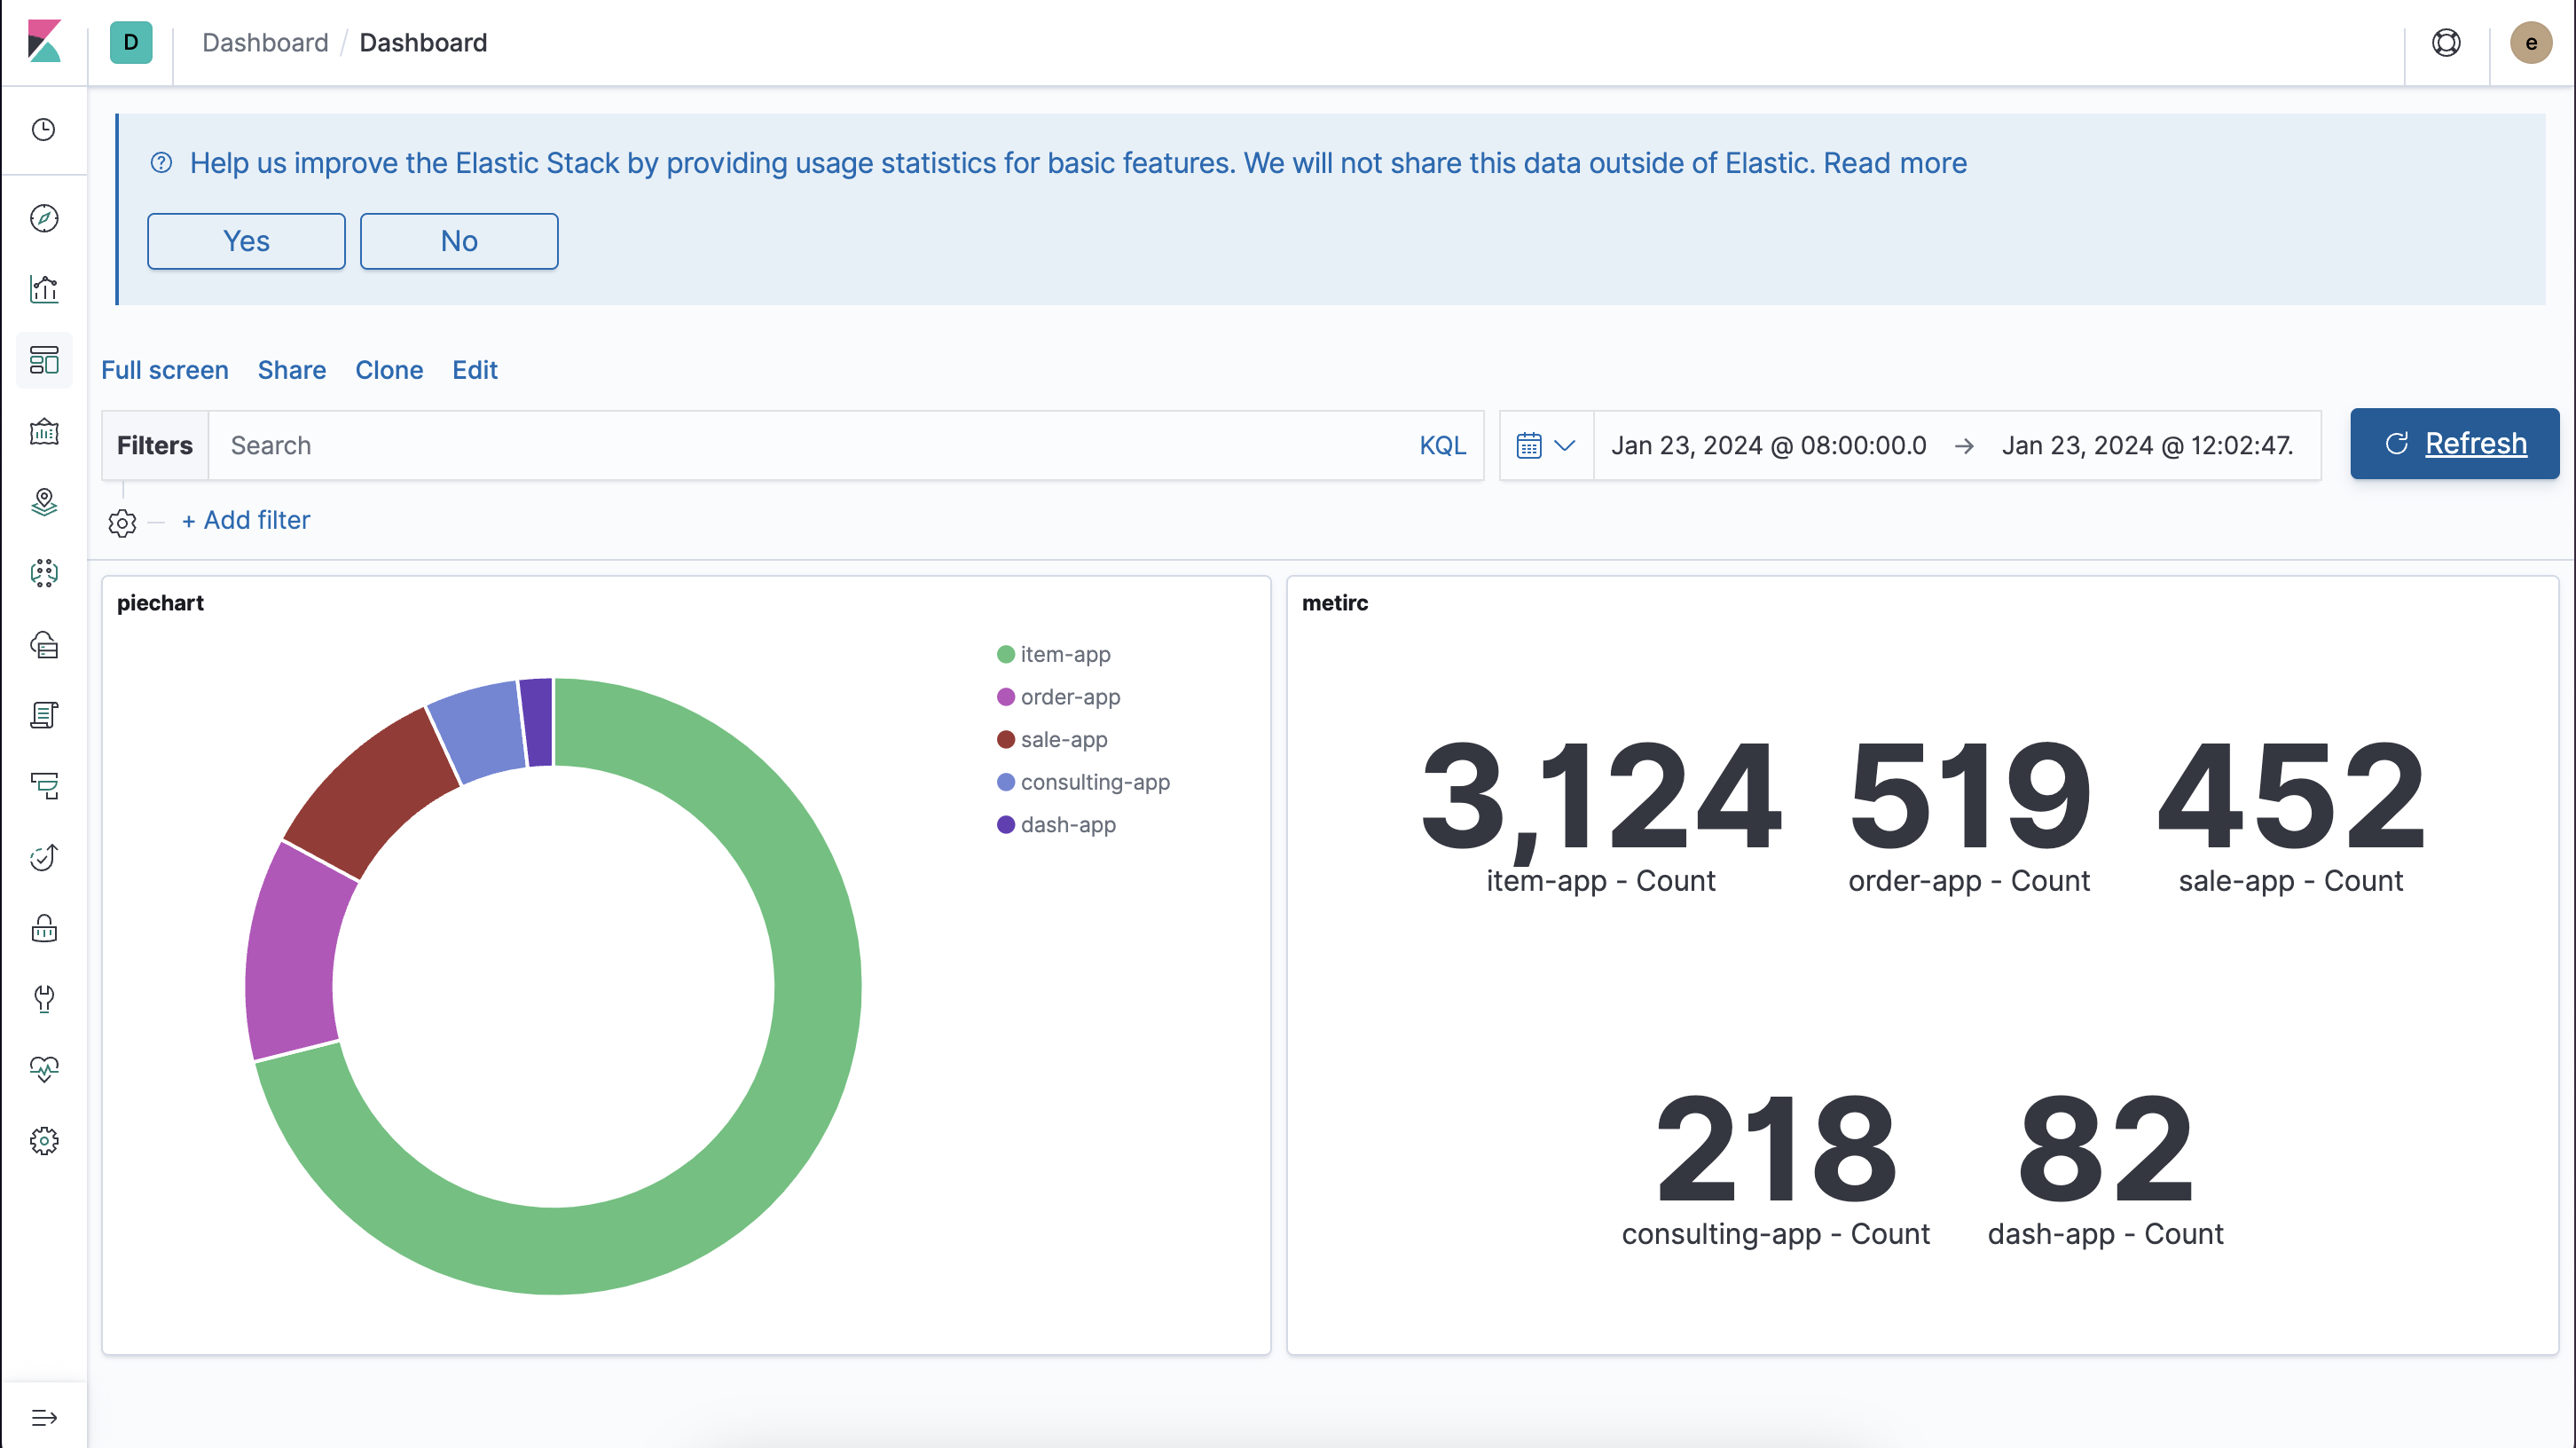 D
Dashboard / Dashboard
e
Help us improve the Elastic Stack by providing usage statistics for basic features. We will not share this data outside of Elastic. Read more
Yes
No
Full screen
Share
Clone
Edit
Filters
Search
KQL
Jan 23, 2024 @ 08:00:00.0 → Jan 23, 2024 @ 12:02:47.
Refresh
+ Add filter
piechart
item-app
order-app
sale-app
consulting-app
dash-app
metirc
3,124
item-app - Count
519
order-app - Count
452
sale-app - Count
218
consulting-app - Count
82
dash-app - Count